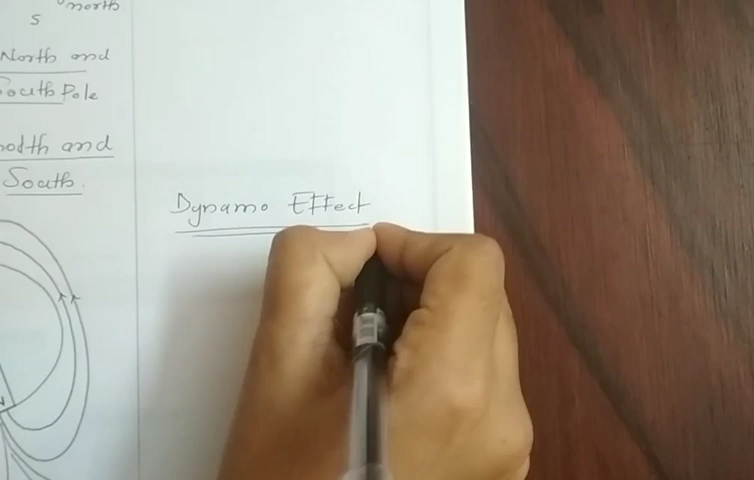 north
S
North and
South Pole
and
South.
Dynamo Effect